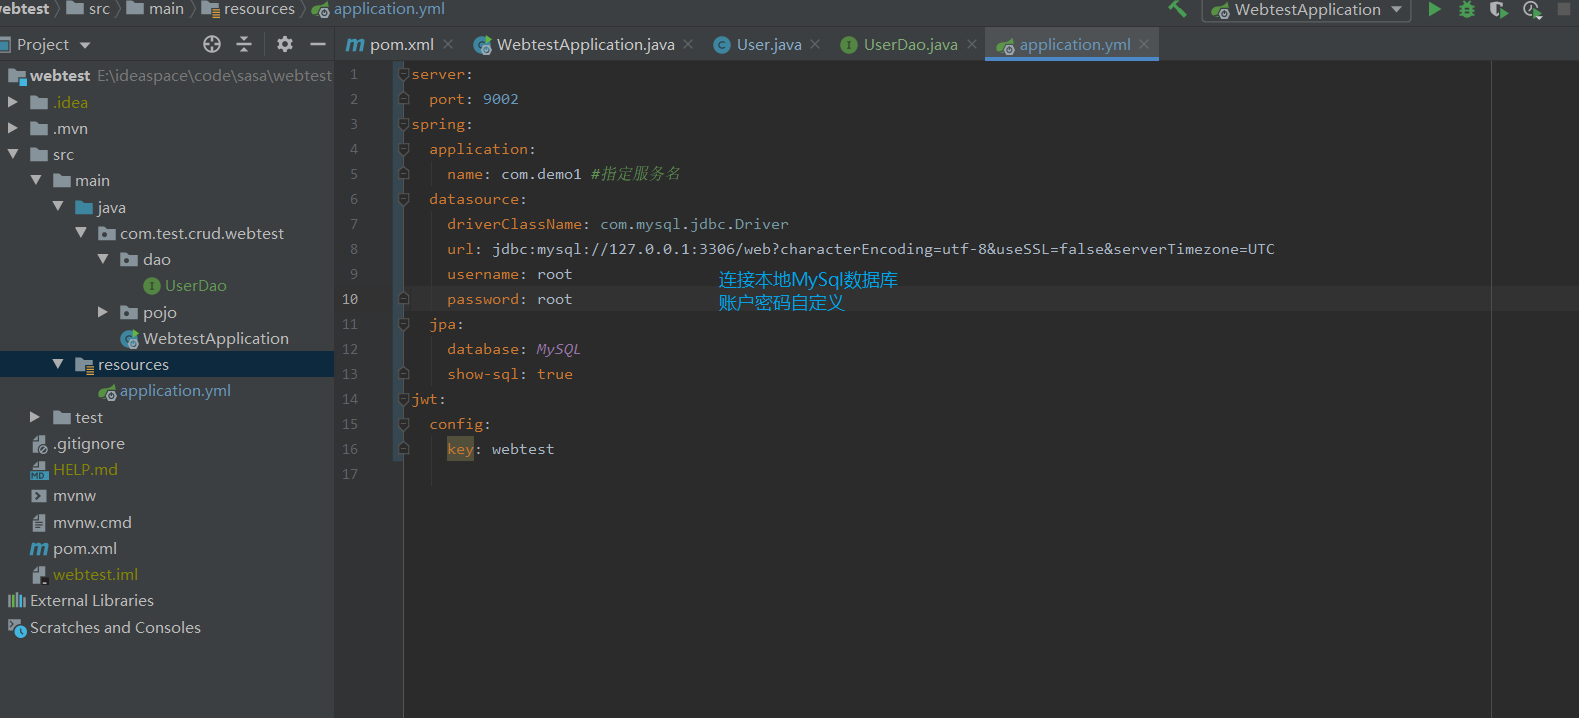 webtest src main resources application.yml WebtestApplication
Project pom.xml WebtestApplication.java User.java UserDao.java application.yml
webtest E:\ideaspace\code\sasa\webtest
.idea
.mvn
src
main
java
com.test.crud.webtest
dao
UserDao
pojo
WebtestApplication
resources
application.yml
test
.gitignore
HELP.md
mvnw
mvnw.cmd
pom.xml
webtest.iml
External Libraries
Scratches and Consoles
1 server:
2 port: 9002
3 spring:
4 application:
5 name: com.demo1 #指定服务名
6 datasource:
7 driverClassName: com.mysql.jdbc.Driver
8 url: jdbc:mysql://127.0.0.1:3306/web?characterEncoding=utf-8&useSSL=false&serverTimezone=UTC
9 username: root
连接本地MySql数据库
10 password: root
账户密码自定义
11 jpa:
12 database: MySQL
13 show-sql: true
14 jwt:
15 config:
16 key: webtest
17